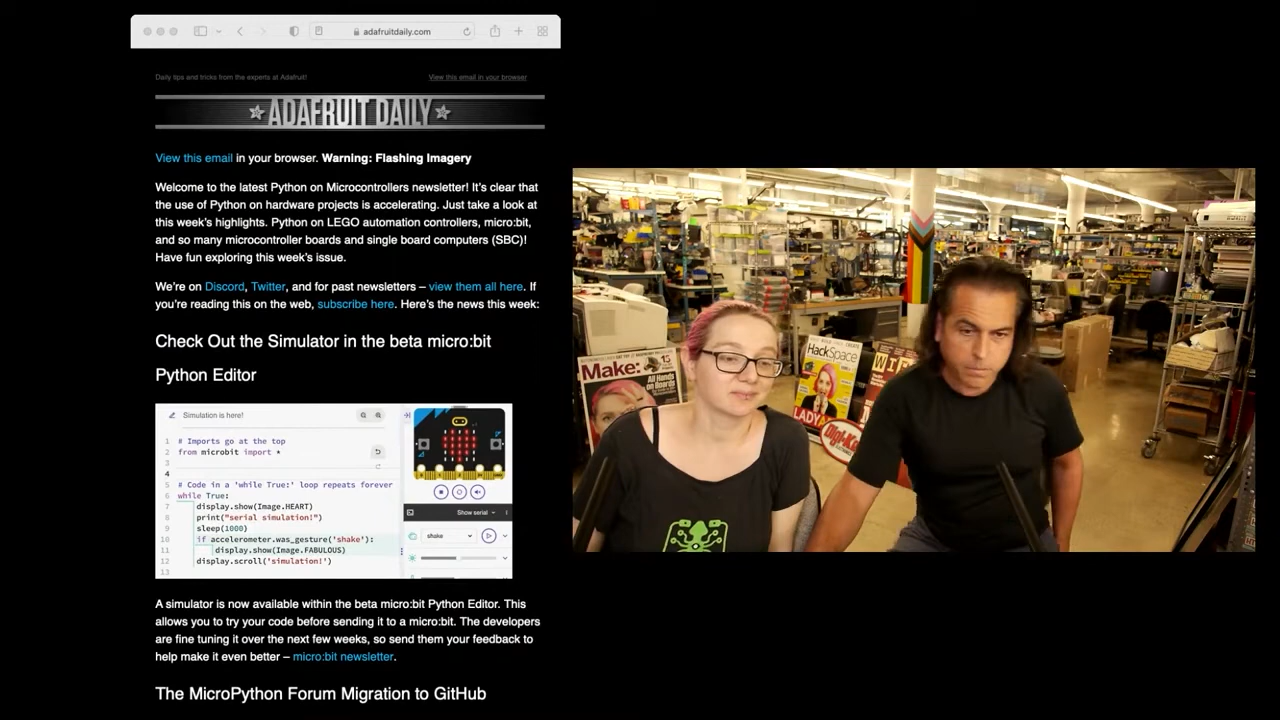 adafruitdaily.com
Daily tips and tricks from the experts at Adafruit!
View this email in your browser
ADAFRUIT DAILY
View this email in your browser. Warning: Flashing Imagery
Welcome to the latest Python on Microcontrollers newsletter! It's clear that
the use of Python on hardware projects is accelerating. Just take a look at
this week's highlights. Python on LEGO automation controllers, micro:bit,
and so many microcontroller boards and single board computers (SBC)!
Have fun exploring this week's issue.
We're on Discord, Twitter, and for past newsletters – view them all here. If
you're reading this on the web, subscribe here. Here's the news this week:
Check Out the Simulator in the beta micro:bit
Python Editor
Simulation is here!
1 # Imports go at the top
2 from microbit import *
3
4
5 # Code in a 'while True:' loop repeats forever
6 while True:
7 display.show(Image.HEART)
8 print("serial simulation!")
9 sleep(1000)
10 if accelerometer.was_gesture('shake'):
11 display.show(Image.FABULOUS)
12 display.scroll('simulation!')
13
Show serial
shake
A simulator is now available within the beta micro:bit Python Editor. This
allows you to try your code before sending it to a micro:bit. The developers
are fine tuning it over the next few weeks, so send them your feedback to
help make it even better – micro:bit newsletter.
The MicroPython Forum Migration to GitHub
Make:
15
All Hands
on Boards
HackSpace
LADYADA
Digi-Key
ELECTRONICS
WIRED